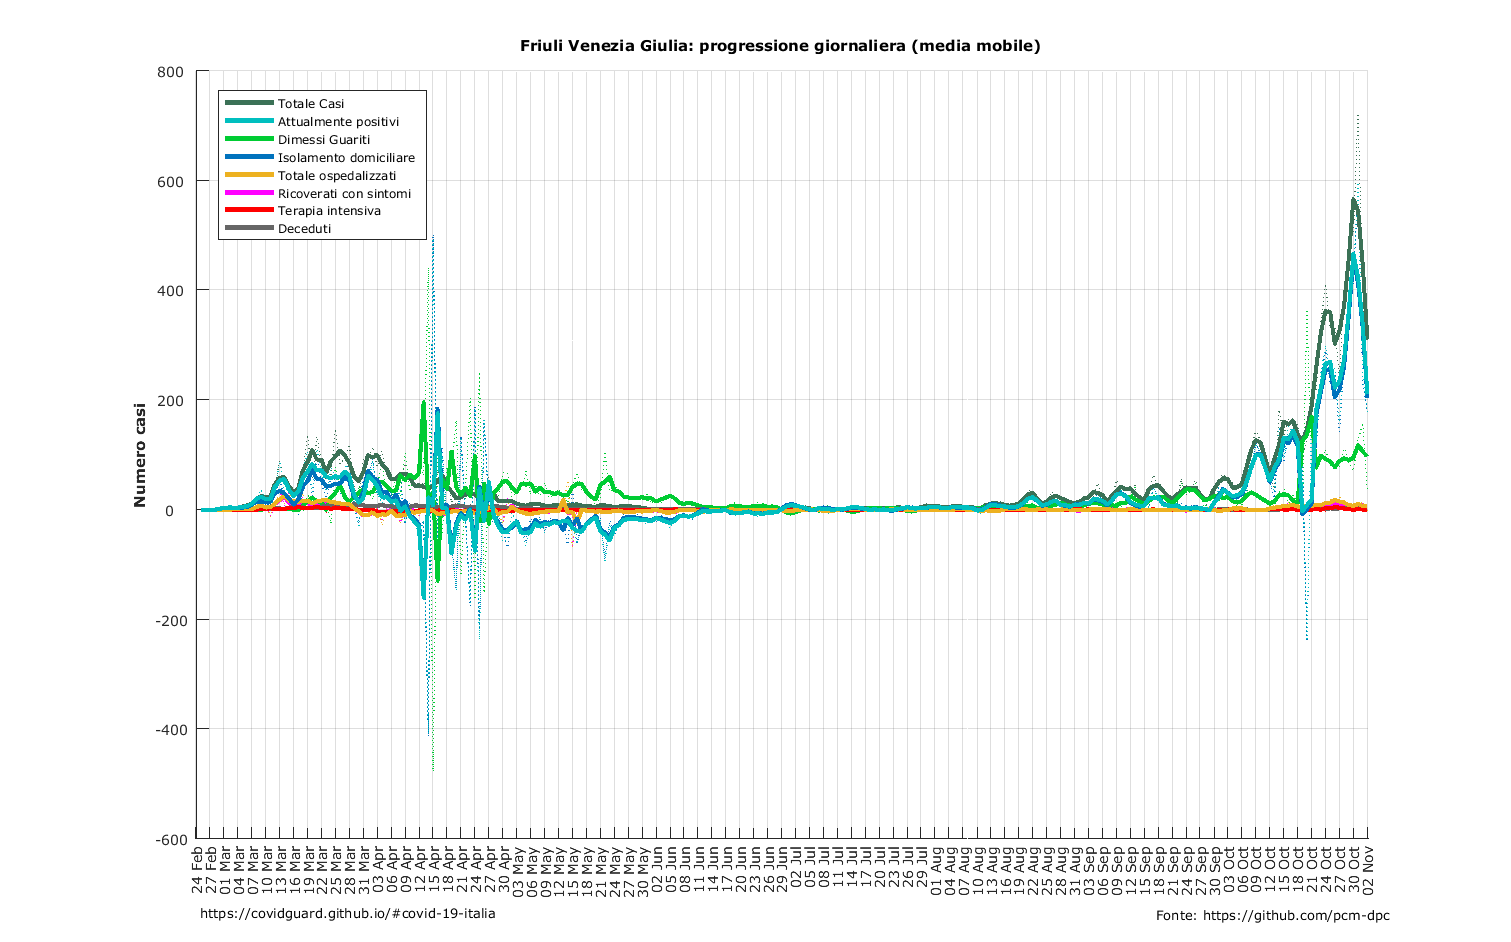 Friuli Venezia Giulia: progressione giornaliera (media mobile)
800
600
400
200
0
-200
-400
-600
Numero casi
Totale Casi
Attualmente positivi
Dimessi Guariti
Isolamento domiciliare
Totale ospedalizzati
Ricoverati con sintomi
Terapia intensiva
Deceduti
24 Feb
27 Feb
01 Mar
04 Mar
07 Mar
10 Mar
13 Mar
16 Mar
19 Mar
22 Mar
25 Mar
28 Mar
31 Mar
03 Apr
06 Apr
09 Apr
12 Apr
15 Apr
18 Apr
21 Apr
24 Apr
27 Apr
30 Apr
03 May
06 May
09 May
12 May
15 May
18 May
21 May
24 May
27 May
30 May
02 Jun
05 Jun
08 Jun
11 Jun
14 Jun
17 Jun
20 Jun
23 Jun
26 Jun
29 Jun
02 Jul
05 Jul
08 Jul
11 Jul
14 Jul
17 Jul
20 Jul
23 Jul
26 Jul
29 Jul
01 Aug
04 Aug
07 Aug
10 Aug
13 Aug
16 Aug
19 Aug
22 Aug
25 Aug
28 Aug
31 Aug
03 Sep
06 Sep
09 Sep
12 Sep
15 Sep
18 Sep
21 Sep
24 Sep
27 Sep
30 Sep
03 Oct
06 Oct
09 Oct
12 Oct
15 Oct
18 Oct
21 Oct
24 Oct
27 Oct
30 Oct
02 Nov
https://covidguard.github.io/#covid-19-italia
Fonte: https://github.com/pcm-dpc